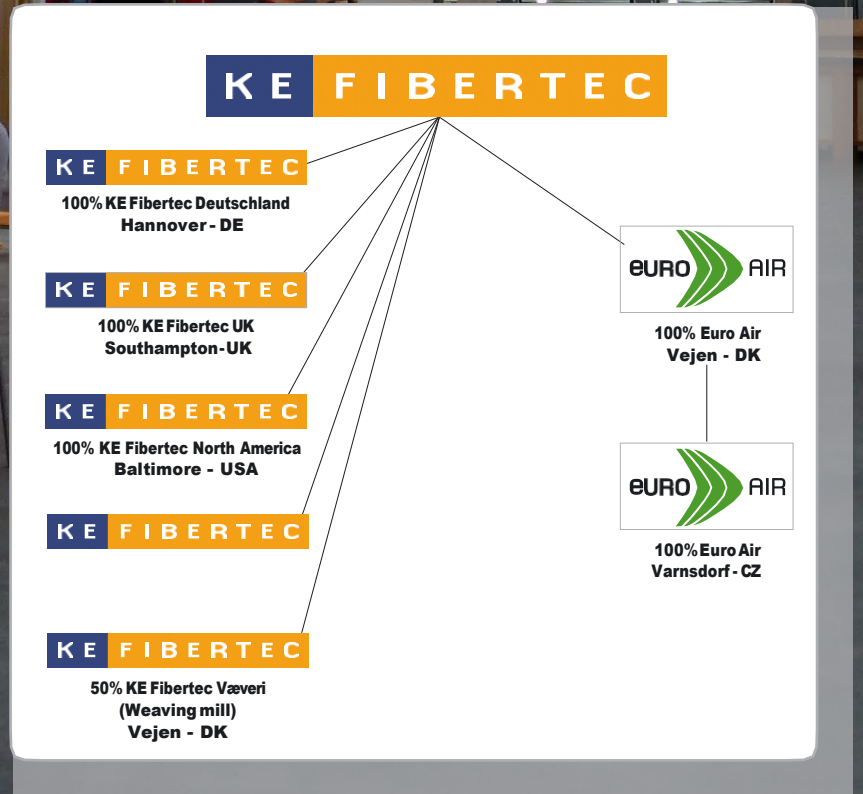 KE FIBERTEC
KE FIBERTEC
100% KE Fibertec Deutschland
Hannover - DE
KE FIBERTEC
100% KE Fibertec UK
Southampton - UK
KE FIBERTEC
100% KE Fibertec North America
Baltimore - USA
KE FIBERTEC
KE FIBERTEC
50% KE Fibertec Væveri
(Weaving mill)
Vejen - DK
eURO AIR
100% Euro Air
Vejen - DK
eURO AIR
100% Euro Air
Varnsdorf - CZ